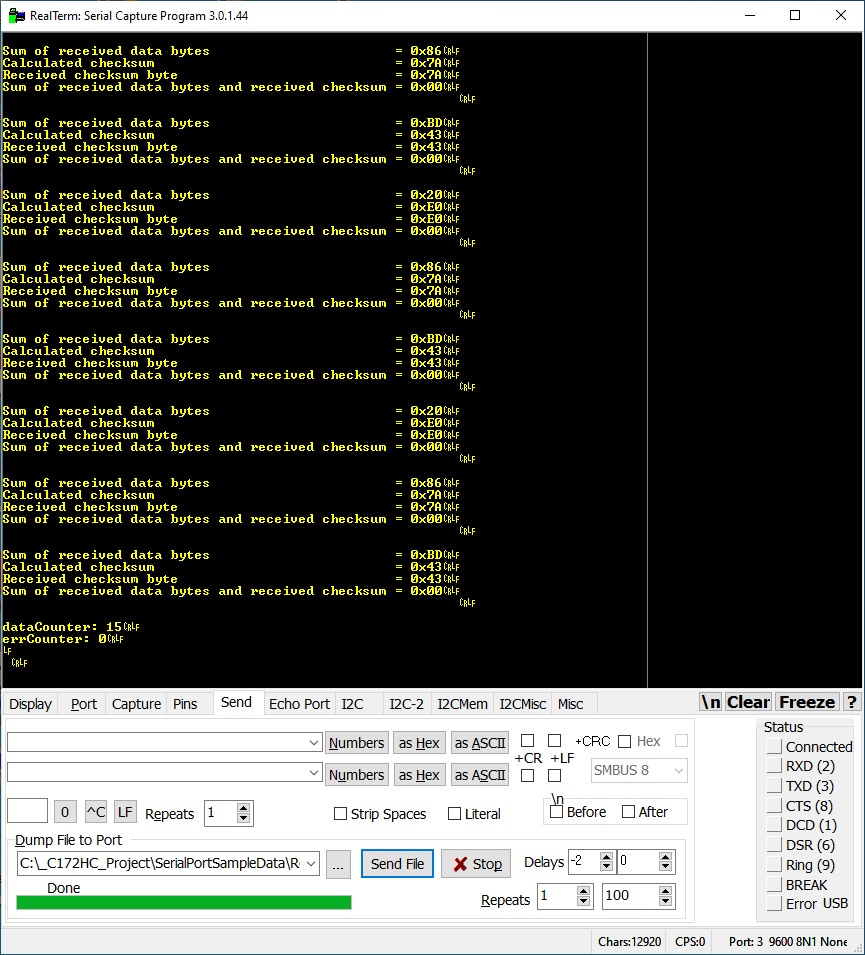 RealTerm: Serial Capture Program 3.0.1.44
Sum of received data bytes = 0x86CRLF
Calculated checksum = 0x7ACRLF
Received checksum byte = 0x7ACRLF
Sum of received data bytes and received checksum = 0x00CRLF
CRLF
Sum of received data bytes = 0xBDCRLF
Calculated checksum = 0x43CRLF
Received checksum byte = 0x43CRLF
Sum of received data bytes and received checksum = 0x00CRLF
CRLF
Sum of received data bytes = 0x20CRLF
Calculated checksum = 0xE0CRLF
Received checksum byte = 0xE0CRLF
Sum of received data bytes and received checksum = 0x00CRLF
CRLF
Sum of received data bytes = 0x86CRLF
Calculated checksum = 0x7ACRLF
Received checksum byte = 0x7ACRLF
Sum of received data bytes and received checksum = 0x00CRLF
CRLF
Sum of received data bytes = 0xBDCRLF
Calculated checksum = 0x43CRLF
Received checksum byte = 0x43CRLF
Sum of received data bytes and received checksum = 0x00CRLF
CRLF
Sum of received data bytes = 0x20CRLF
Calculated checksum = 0xE0CRLF
Received checksum byte = 0xE0CRLF
Sum of received data bytes and received checksum = 0x00CRLF
CRLF
Sum of received data bytes = 0x86CRLF
Calculated checksum = 0x7ACRLF
Received checksum byte = 0x7ACRLF
Sum of received data bytes and received checksum = 0x00CRLF
CRLF
Sum of received data bytes = 0xBDCRLF
Calculated checksum = 0x43CRLF
Received checksum byte = 0x43CRLF
Sum of received data bytes and received checksum = 0x00CRLF
CRLF
dataCounter: 15CRLF
errCounter: 0CRLF
LF
CRLF
Display Port Capture Pins Send Echo Port I2C I2C-2 I2CMem I2CMisc Misc \n Clear Freeze ?
Numbers as Hex as ASCII +CRC Hex
+CR +LF
Numbers as Hex as ASCII SMBUS 8
0 ^C LF Repeats 1 Strip Spaces Literal
\n
Before After
Dump File to Port
C:\_C172HC_Project\SerialPortSampleData\R ... Send File Stop Delays -2 0
Done
Repeats 1 100
Status
Connected
RXD (2)
TXD (3)
CTS (8)
DCD (1)
DSR (6)
Ring (9)
BREAK
Error USB
Chars:12920 CPS:0 Port: 3 9600 8N1 None